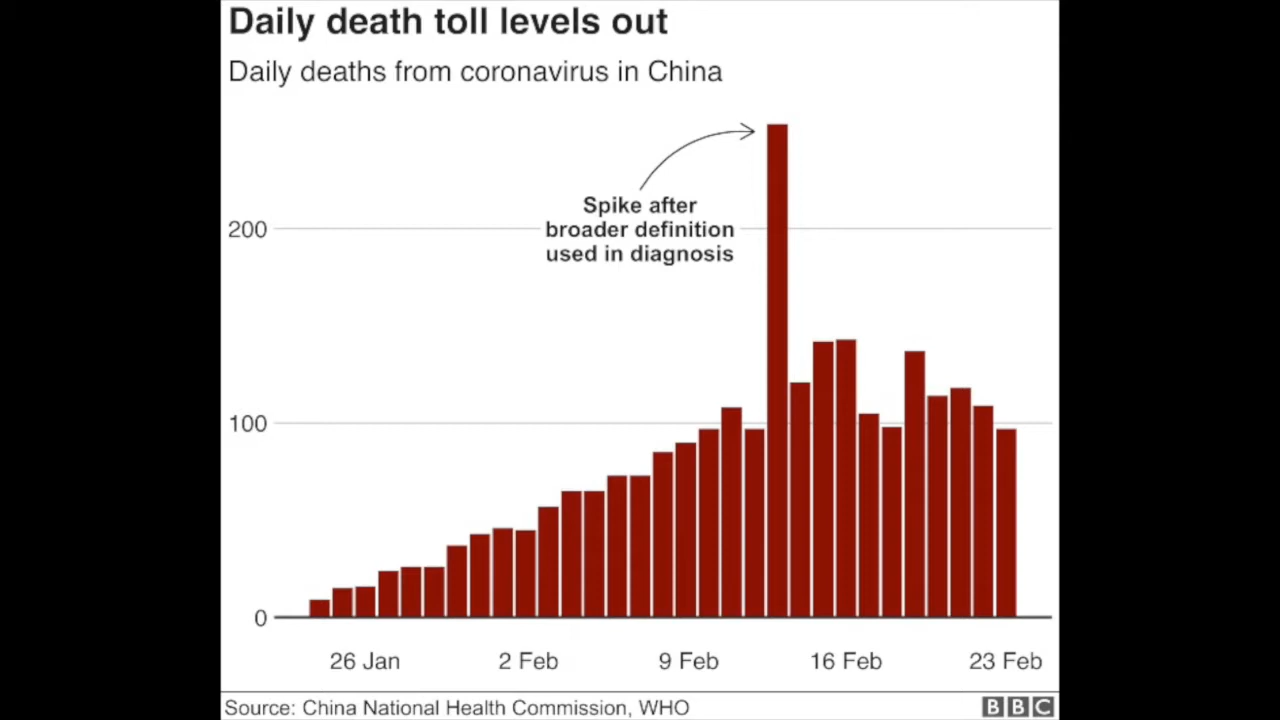 Daily death toll levels out
Daily deaths from coronavirus in China
Spike after
broader definition
used in diagnosis
200
100
0
26 Jan
2 Feb
9 Feb
16 Feb
23 Feb
Source: China National Health Commission, WHO
BBC